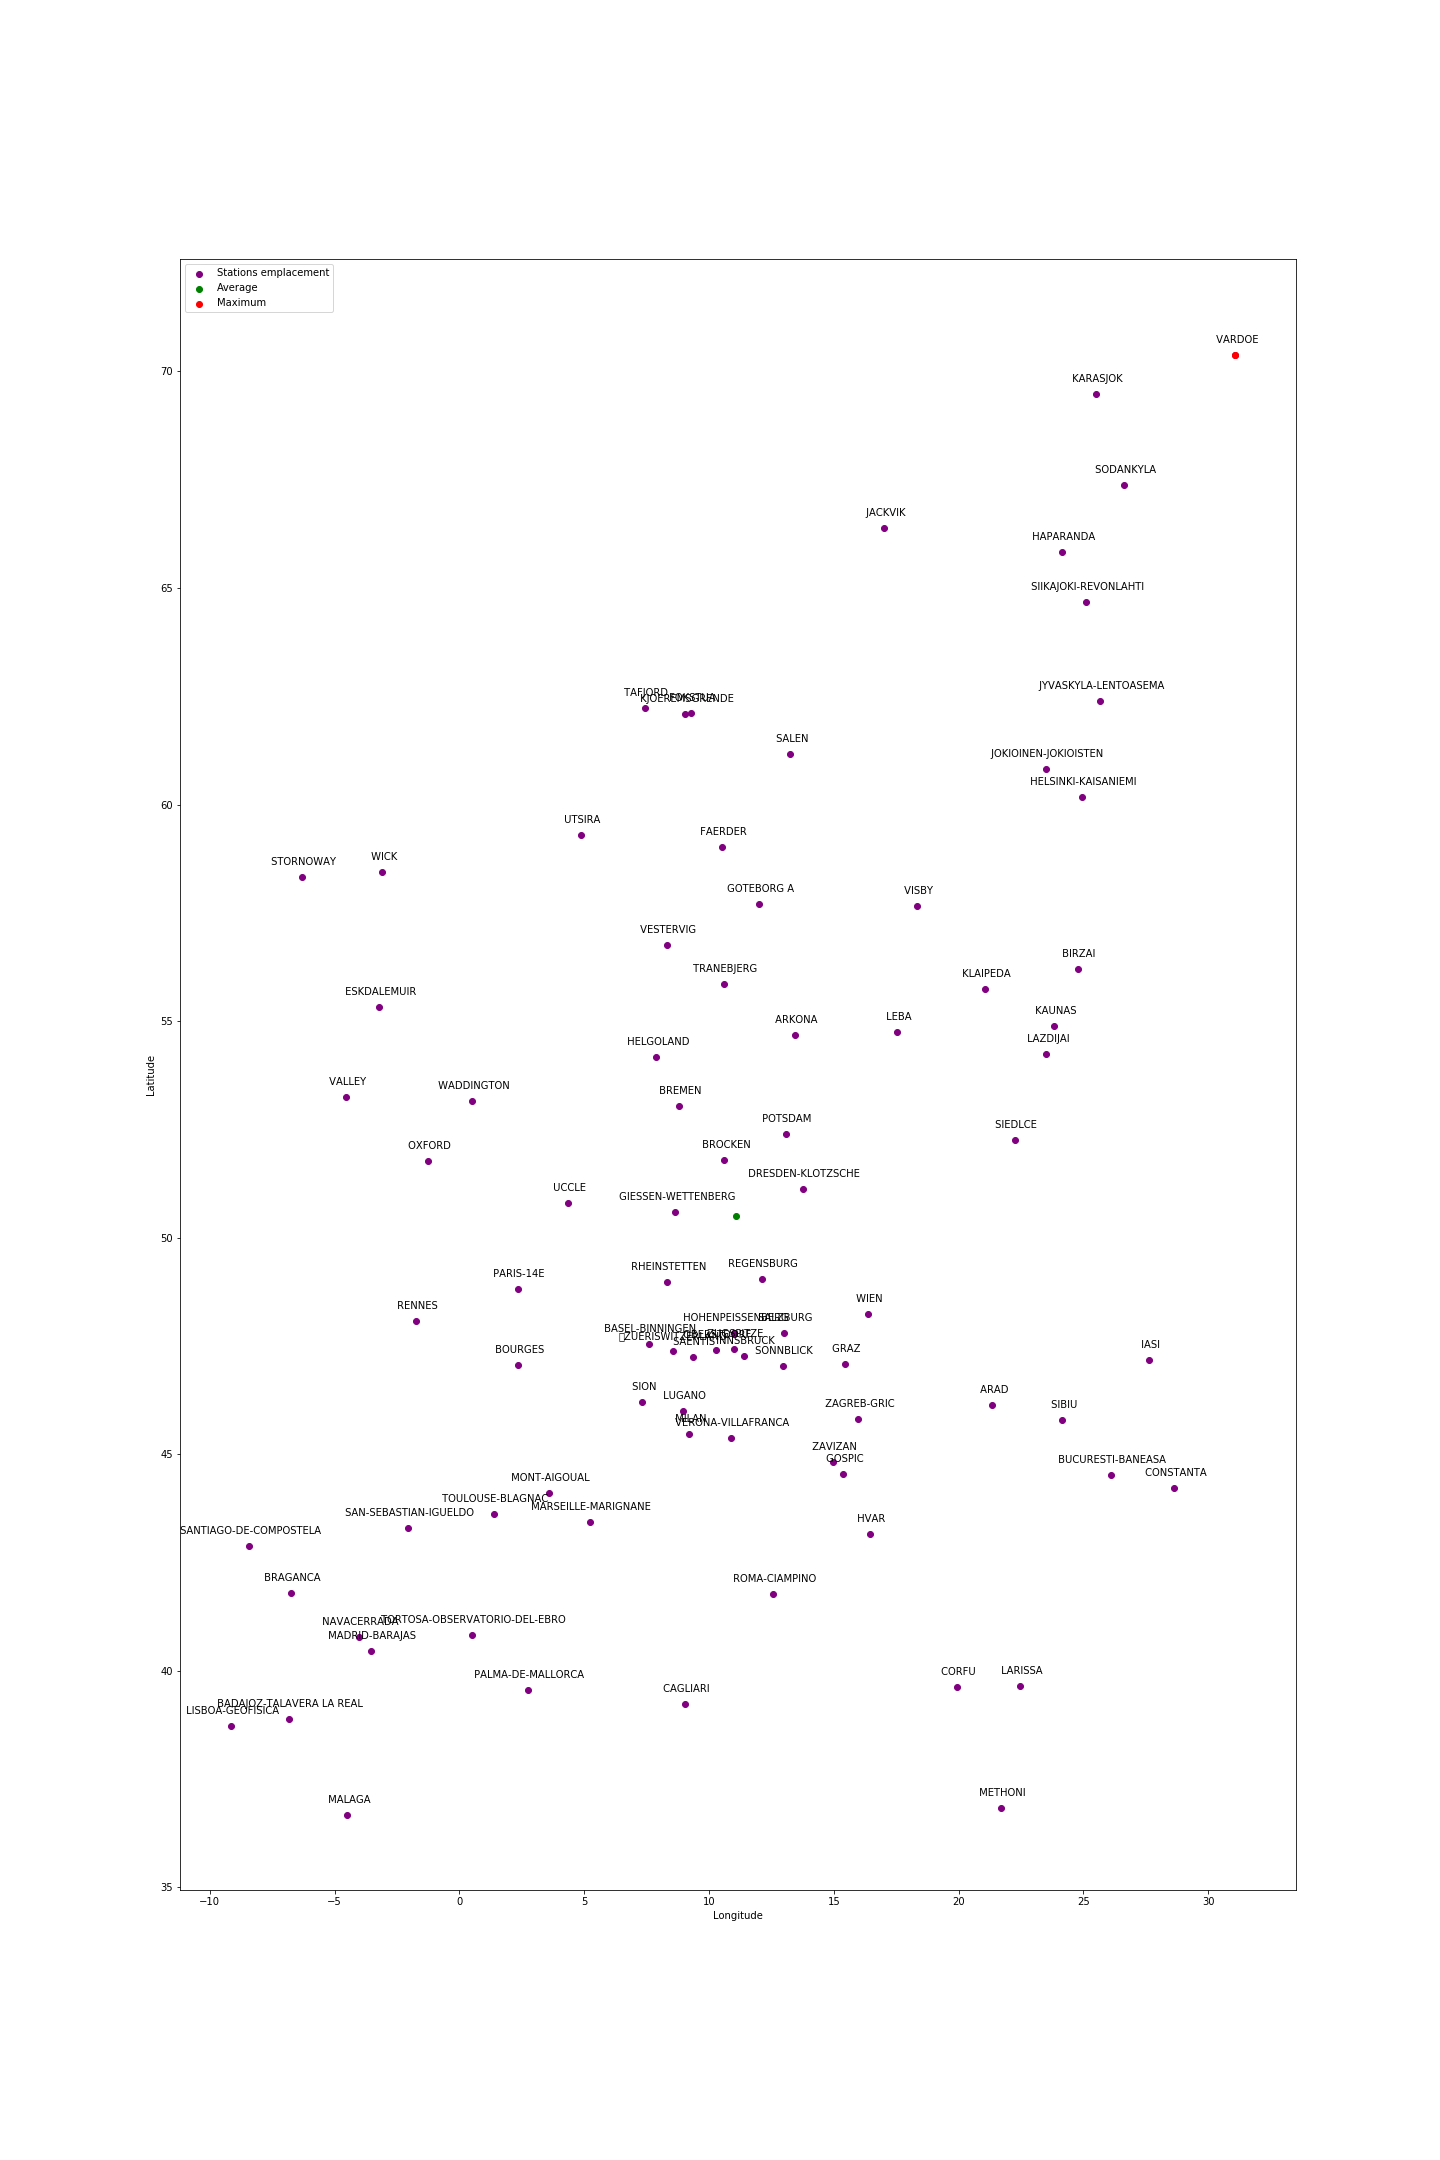 Stations emplacement
Average
Maximum
VARDOE
70
KARASJOK
SODANKYLA
JACKVIK
HAPARANDA
65
SIIKAJOKI-REVONLAHTI
TAFJORD
KJOEREMSGRENDE
JYVASKYLA-LENTOASEMA
SALEN
JOKIOINEN-JOKIOISTEN
HELSINKI-KAISANIEMI
60
UTSIRA
FAERDER
STORNOWAY
WICK
GOTEBORG A
VISBY
VESTERVIG
BIRZAI
TRANEBJERG
KLAIPEDA
ESKDALEMUIR
KAUNAS
LEBA
ARKONA
55
LAZDIJAI
HELGOLAND
VALLEY
WADDINGTON
BREMEN
POTSDAM
SIEDLCE
OXFORD
BROCKEN
DRESDEN-KLOTZSCHE
UCCLE
GIESSEN-WETTENBERG
50
Latitude
RHEINSTETTEN
REGENSBURG
PARIS-14E
WIEN
RENNES
HOHENPEISSENBERG
SALZBURG
BASEL-BINNINGEN
SAENTIS
INNSBRUCK
IASI
BOURGES
SONNBLICK
GRAZ
SION
LUGANO
ARAD
ZAGREB-GRIC
SIBIU
MILAN
VERONA-VILLAFRANCA
45
ZAVIZAN
GOSPIC
BUCURESTI-BANEASA
CONSTANTA
MONT-AIGOUAL
TOULOUSE-BLAGNAC
MARSEILLE-MARIGNANE
SAN-SEBASTIAN-IGUELDO
HVAR
SANTIAGO-DE-COMPOSTELA
BRAGANCA
ROMA-CIAMPINO
NAVACERRADA
TORTOSA-OBSERVATORIO-DEL-EBRO
MADRID-BARAJAS
40
PALMA-DE-MALLORCA
CORFU
LARISSA
CAGLIARI
BADAJOZ-TALAVERA LA REAL
LISBOA-GEOFISICA
MALAGA
METHONI
35
−10 −5 0 5 10 15 20 25 30
Longitude